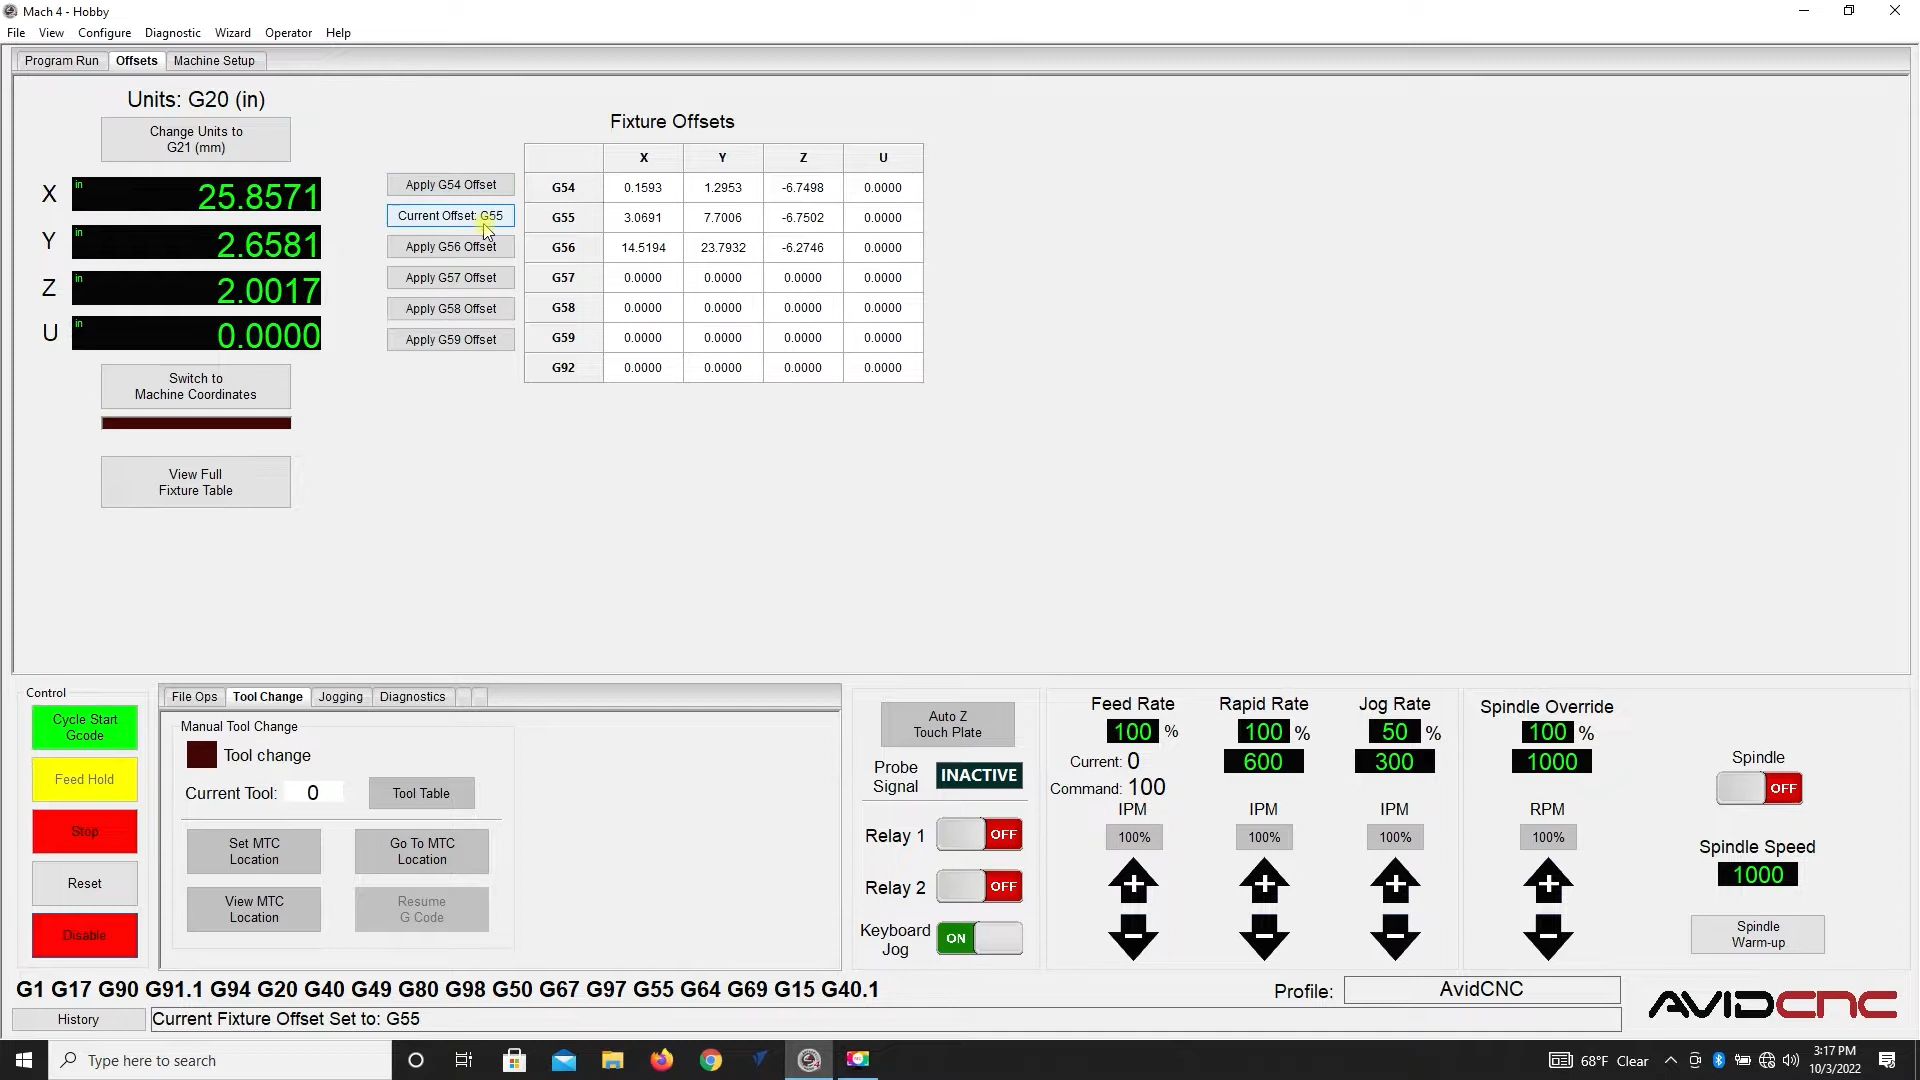 Mach 4 - Hobby
File View Configure Diagnostic Wizard Operator Help
Program Run Offsets Machine Setup
Units: G20 (in)
Change Units to
G21 (mm)
X in 25.8571
Y in 2.6581
Z in 2.0017
U in 0.0000
Switch to
Machine Coordinates
View Full
Fixture Table
Apply G54 Offset
Current Offset: G55
Apply G56 Offset
Apply G57 Offset
Apply G58 Offset
Apply G59 Offset
Fixture Offsets
X Y Z U
G54 0.1593 1.2953 -6.7498 0.0000
G55 3.0691 7.7006 -6.7502 0.0000
G56 14.5194 23.7932 -6.2746 0.0000
G57 0.0000 0.0000 0.0000 0.0000
G58 0.0000 0.0000 0.0000 0.0000
G59 0.0000 0.0000 0.0000 0.0000
G92 0.0000 0.0000 0.0000 0.0000
Control
Cycle Start
Gcode
Feed Hold
Stop
Reset
Disable
File Ops Tool Change Jogging Diagnostics
Manual Tool Change
Tool change
Current Tool: 0 Tool Table
Set MTC
Location
Go To MTC
Location
View MTC
Location
Resume
G Code
Auto Z
Touch Plate
Probe
Signal
INACTIVE
Relay 1 OFF
Relay 2 OFF
Keyboard
Jog
ON
Feed Rate
100 %
Current: 0
Command: 100
IPM
100%
Rapid Rate
100 %
600
IPM
100%
Jog Rate
50 %
300
IPM
100%
Spindle Override
100 %
1000
RPM
100%
Spindle
OFF
Spindle Speed
1000
Spindle
Warm-up
G1 G17 G90 G91.1 G94 G20 G40 G49 G80 G98 G50 G67 G97 G55 G64 G69 G15 G40.1
Profile: AvidCNC
AVIDCNC
History Current Fixture Offset Set to: G55
Type here to search
68°F Clear
3:17 PM
10/3/2022